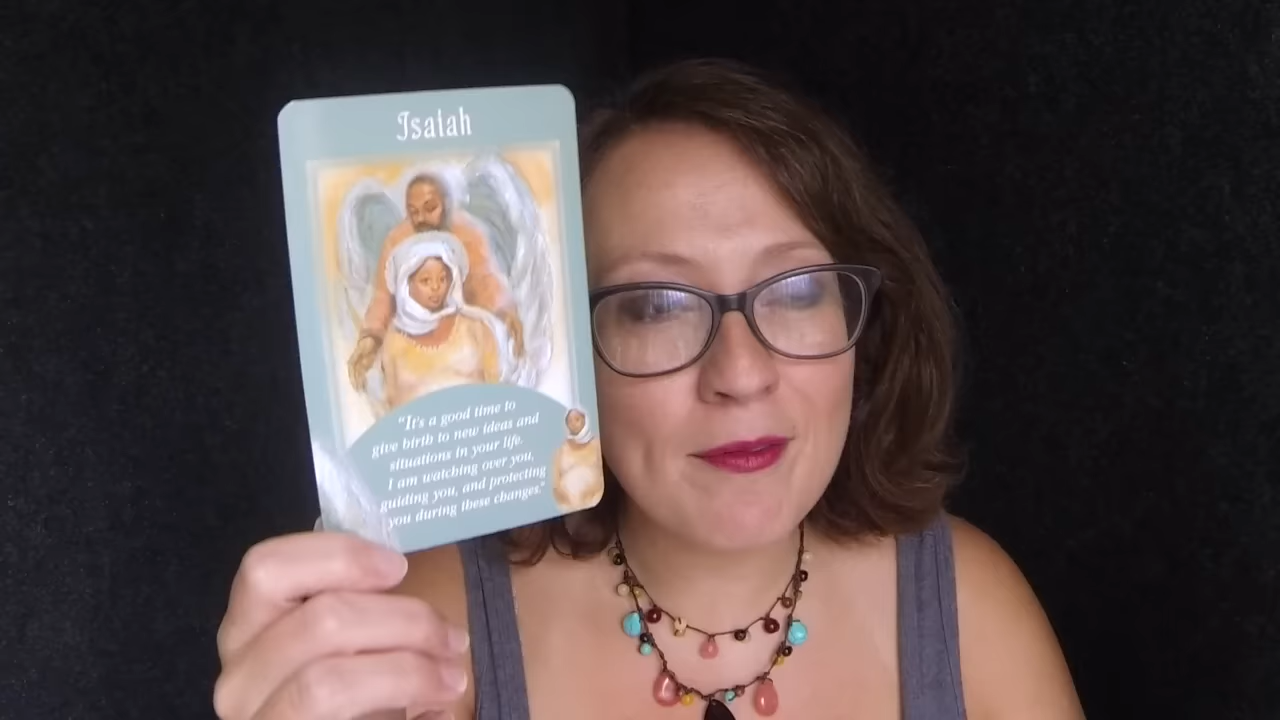 Isaiah
"It's a good time to
give birth to new ideas and
situations in your life.
I am watching over you,
guiding you, and protecting
you during these changes."